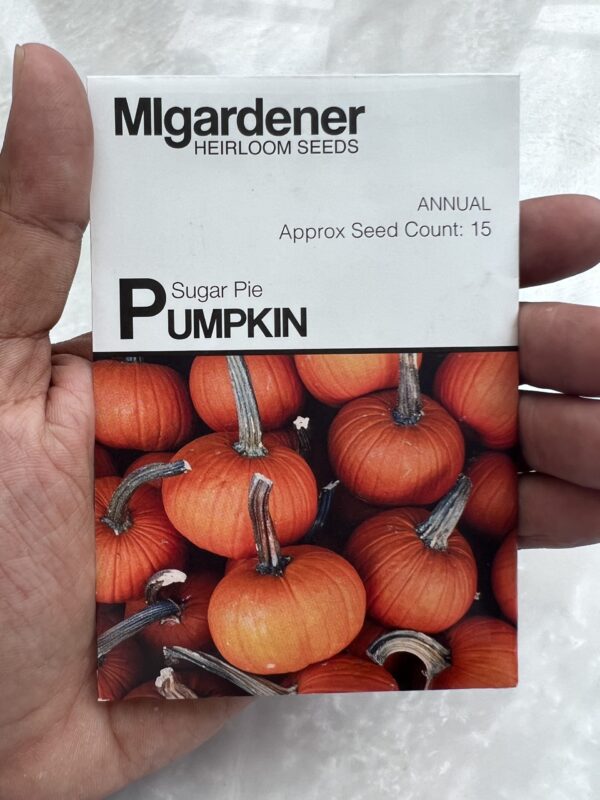 MIgardener
HEIRLOOM SEEDS
ANNUAL
Approx Seed Count: 15
Sugar Pie
PUMPKIN